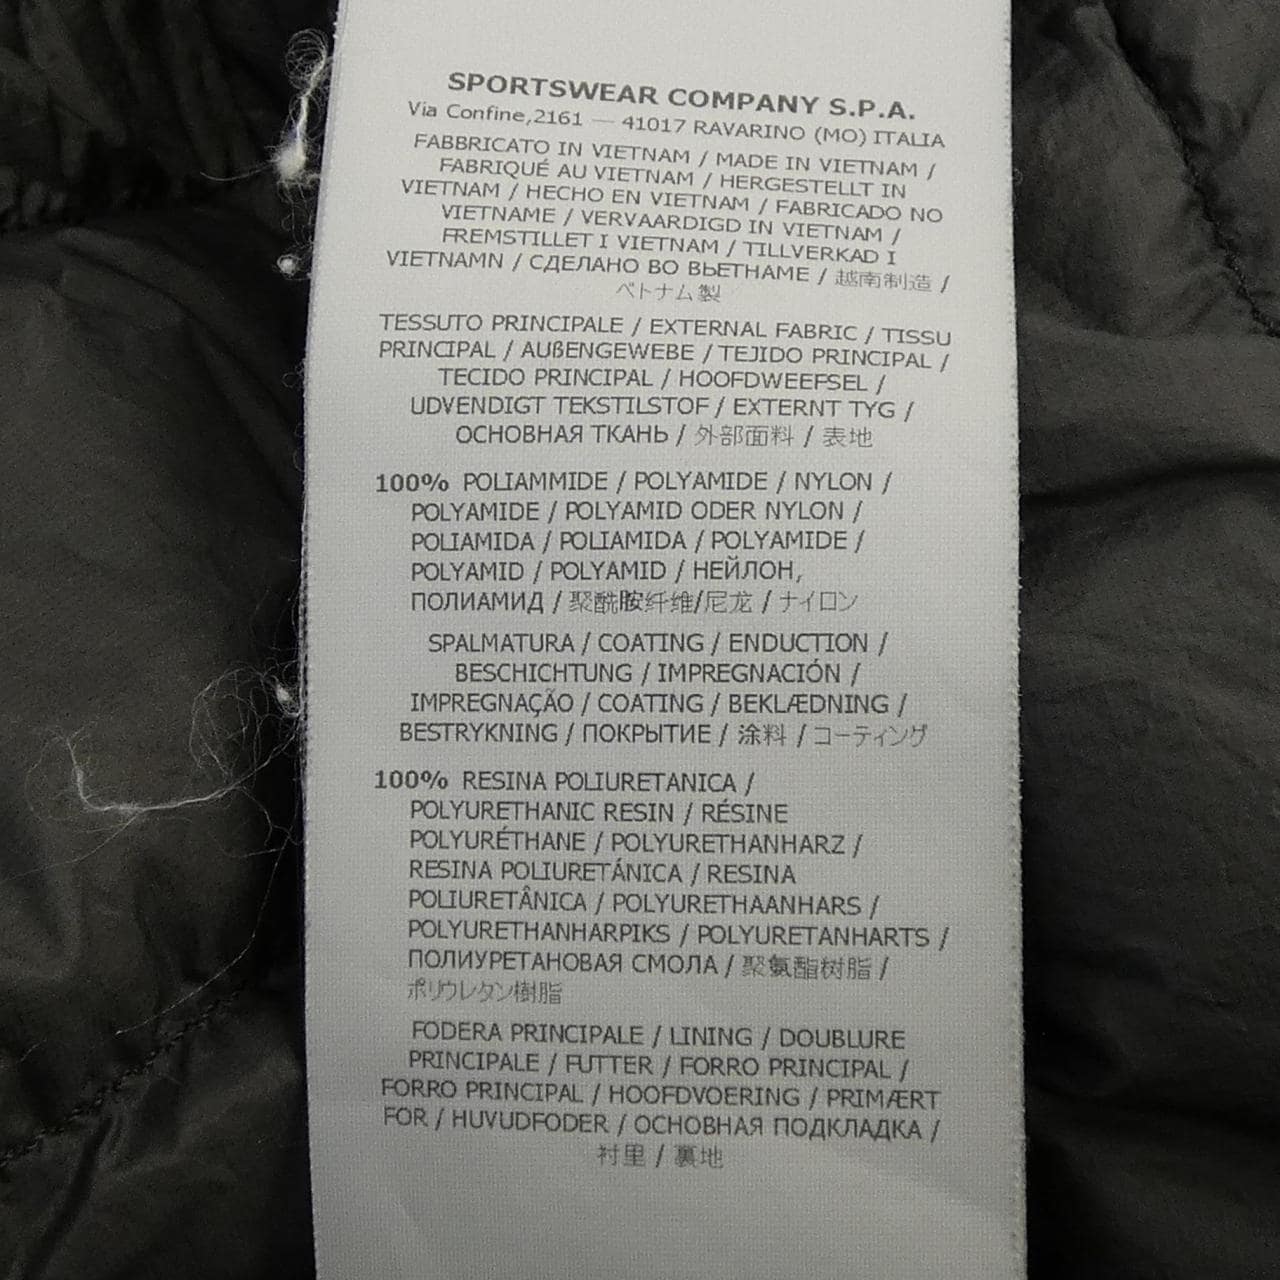 SPORTSWEAR COMPANY S.P.A.
Via Confine,2161 — 41017 RAVARINO (MO) ITALIA
FABBRICATO IN VIETNAM / MADE IN VIETNAM /
FABRIQUÉ AU VIETNAM / HERGESTELLT IN
VIETNAM / HECHO EN VIETNAM / FABRICADO NO
VIETNAME / VERVAARDIGD IN VIETNAM /
FREMSTILLET I VIETNAM / TILLVERKAD I
VIETNAMN / СДЕЛАНО ВО ВЬЕТНАМЕ / 越南制造 /
ベトナム製
TESSUTO PRINCIPALE / EXTERNAL FABRIC / TISSU
PRINCIPAL / AUßENGEWEBE / TEJIDO PRINCIPAL /
TECIDO PRINCIPAL / HOOFDWEEFSEL /
UDVENDIGT TEKSTILSTOF / EXTERNT TYG /
ОСНОВНАЯ ТКАНЬ / 外部面料 / 表地
100% POLIAMMIDE / POLYAMIDE / NYLON /
POLYAMIDE / POLYAMID ODER NYLON /
POLIAMIDA / POLIAMIDA / POLYAMIDE /
POLYAMID / POLYAMID / НЕЙЛОН,
ПОЛИАМИД / 聚酰胺纤维/尼龙 / ナイロン
SPALMATURA / COATING / ENDUCTION /
BESCHICHTUNG / IMPREGNACIÓN /
IMPREGNAÇÃO / COATING / BEKLÆDNING /
BESTRYKNING / ПОКРЫТИЕ / 涂料 / コーティング
100% RESINA POLIURETANICA /
POLYURETHANIC RESIN / RÉSINE
POLYURÉTHANE / POLYURETHANHARZ /
RESINA POLIURETÁNICA / RESINA
POLIURETÂNICA / POLYURETHAANHARS /
POLYURETHANHARPIKS / POLYURETANHARTS /
ПОЛИУРЕТАНОВАЯ СМОЛА / 聚氨酯树脂 /
ポリウレタン樹脂
FODERA PRINCIPALE / LINING / DOUBLURE
PRINCIPALE / FUTTER / FORRO PRINCIPAL /
FORRO PRINCIPAL / HOOFDVOERING / PRIMÆRT
FOR / HUVUDFODER / ОСНОВНАЯ ПОДКЛАДКА /
衬里 / 裏地